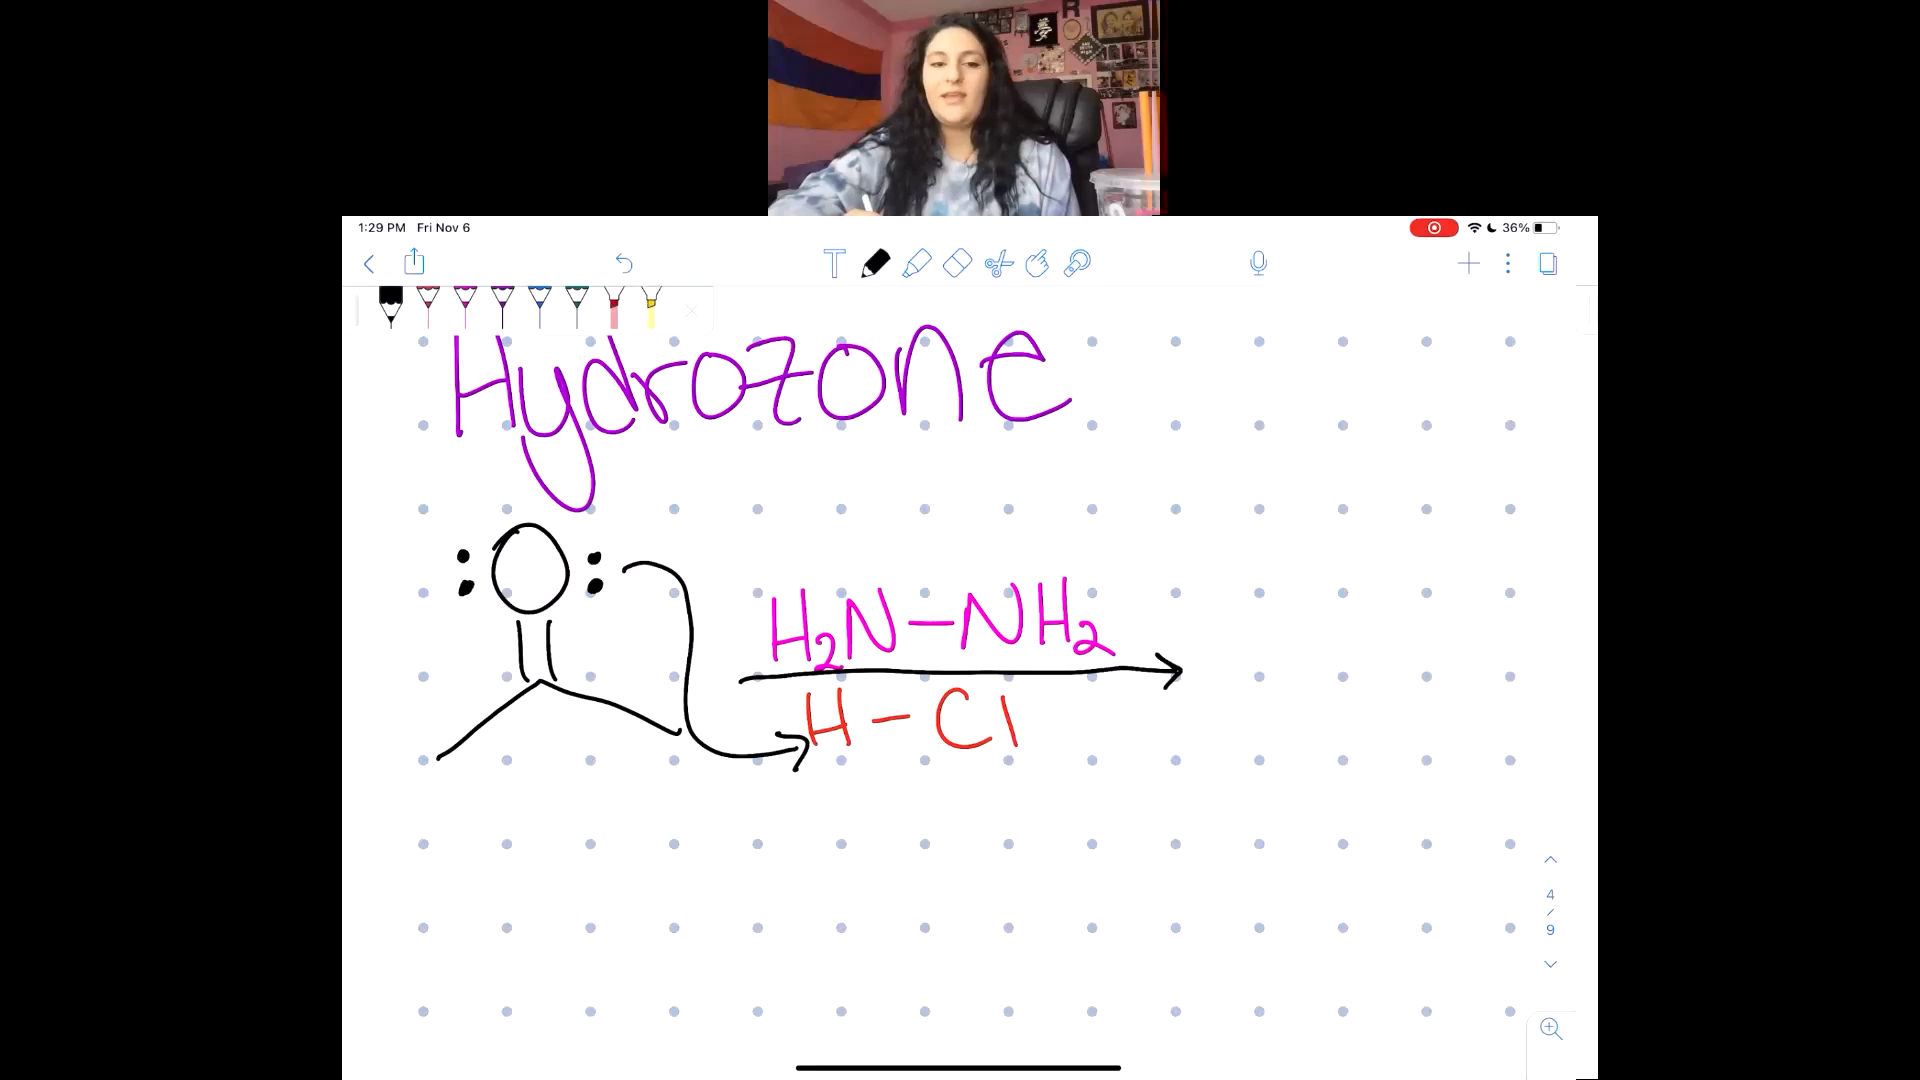 1:29 PM Fri Nov 6
36%
T
Hydrozone
O
H₂N-NH₂
H-Cl
4
/
9
R